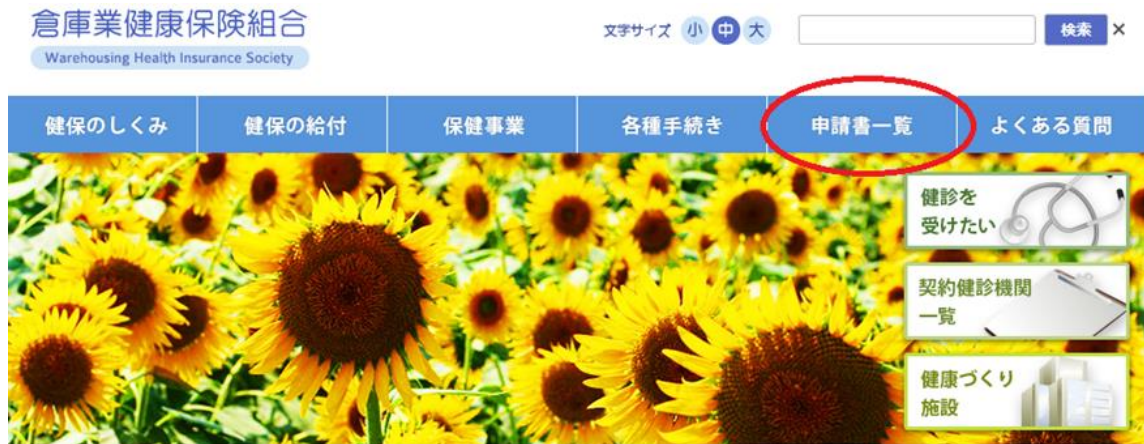 倉庫業健康保険組合
Warehousing Health Insurance Society
文字サイズ 小 中 大
検索 ×
健保のしくみ 健保の給付 保健事業 各種手続き 申請書一覧 よくある質問
健診を
受けたい
契約健診機関
一覧
健康づくり
施設